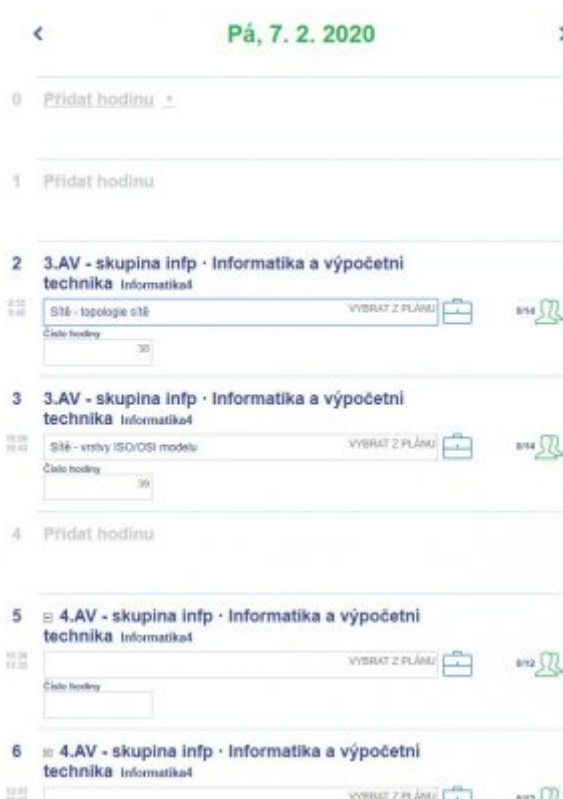 Pá, 7. 2. 2020
0 Přidat hodinu
1 Přidat hodinu
2 3.AV - skupina infp · Informatika a výpočetní
technika Informatika4
Sítě - topologie sítě VYBRAT Z PLÁNU
Číslo hodiny
38
3 3.AV - skupina infp · Informatika a výpočetní
technika Informatika4
Sítě - vrstvy ISO/OSI modelu VYBRAT Z PLÁNU
Číslo hodiny
39
4 Přidat hodinu
5 4.AV - skupina infp · Informatika a výpočetní
technika Informatika4
VYBRAT Z PLÁNU
Číslo hodiny
6 4.AV - skupina infp · Informatika a výpočetní
technika Informatika4
VYBRAT Z PLÁNU